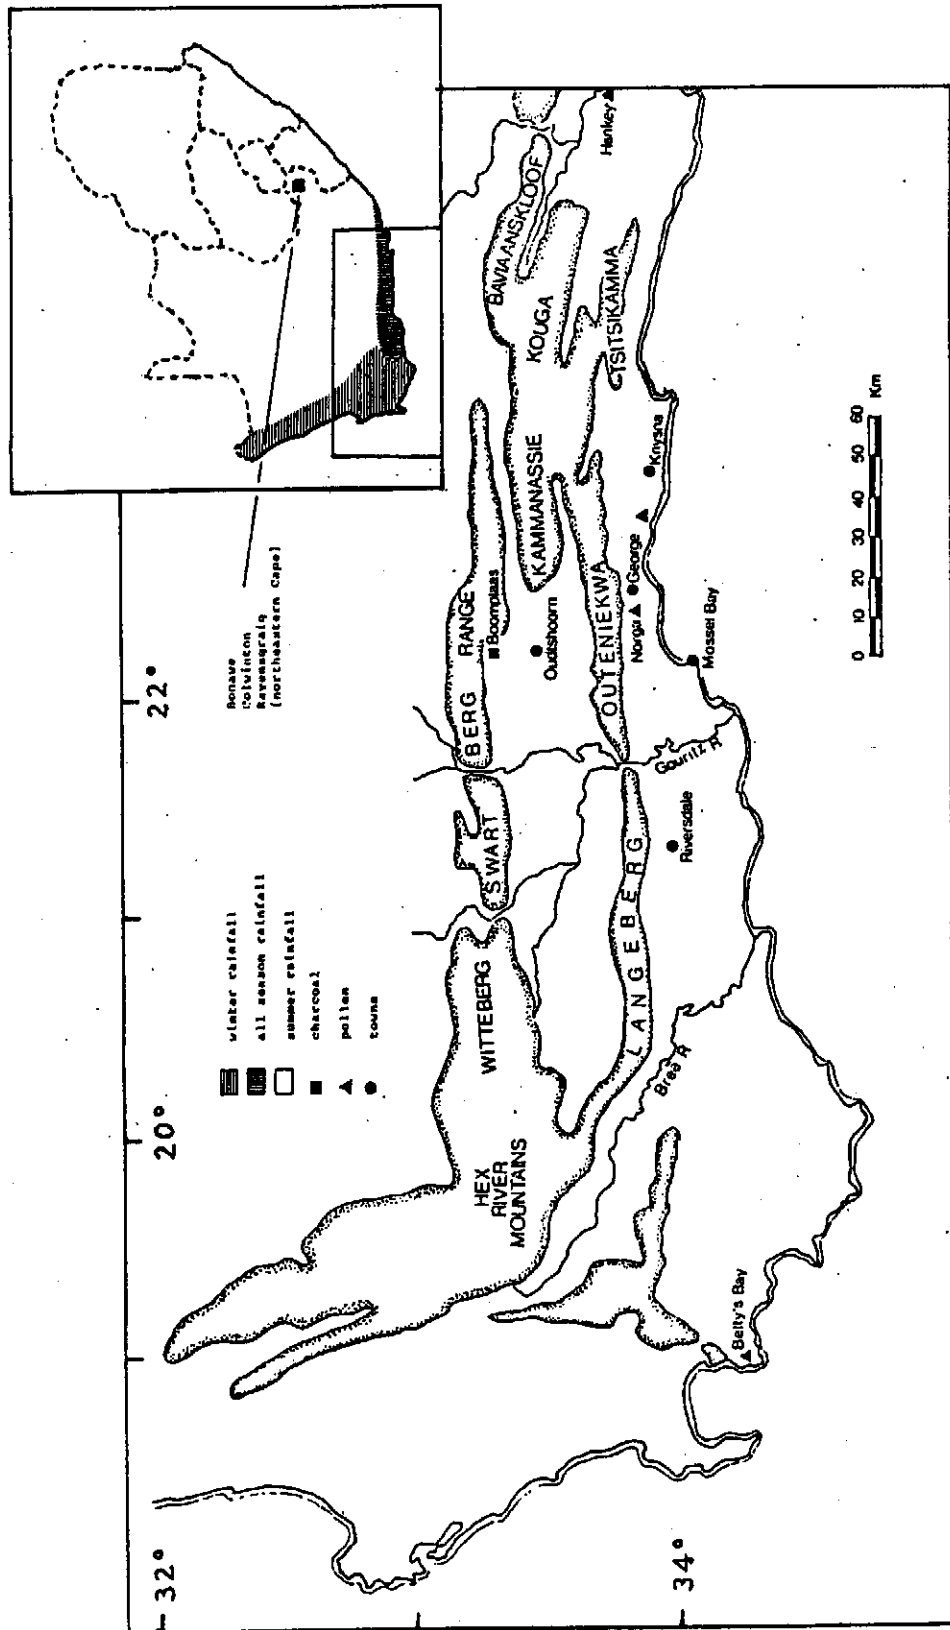 winter rainfall
all season rainfall
summer rainfall
charcoal
pollen
towns
Bonawe
Colwinton
Ravenscraig
(northeastern Cape)
20°
22°
32°
34°
HEX
RIVER
MOUNTAINS
WITTEBERG
SWART
BERG RANGE
Boomplaas
Oudtshoorn
KAMMANASSIE
BAVIAANSKLOOF
KOUGA
TSITSIKAMMA
Hankey
LANGEBERG
OUTENIEKWA
Norga
George
Knysna
Mossel Bay
Gouritz R
Riversdale
Breë R
Betty's Bay
0 10 20 30 40 50 60
Km